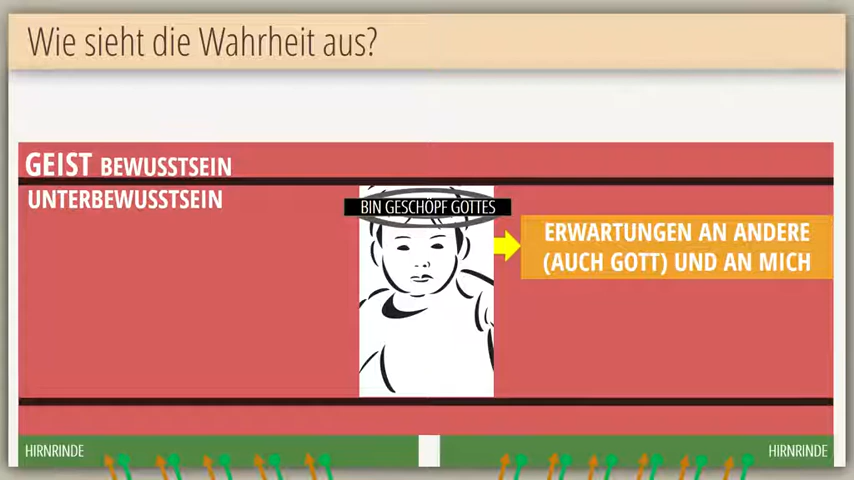 Wie sieht die Wahrheit aus?
GEIST BEWUSSTSEIN
UNTERBEWUSSTSEIN
BIN GESCHÖPF GOTTES
ERWARTUNGEN AN ANDERE
(AUCH GOTT) UND AN MICH
HIRNRINDE
HIRNRINDE